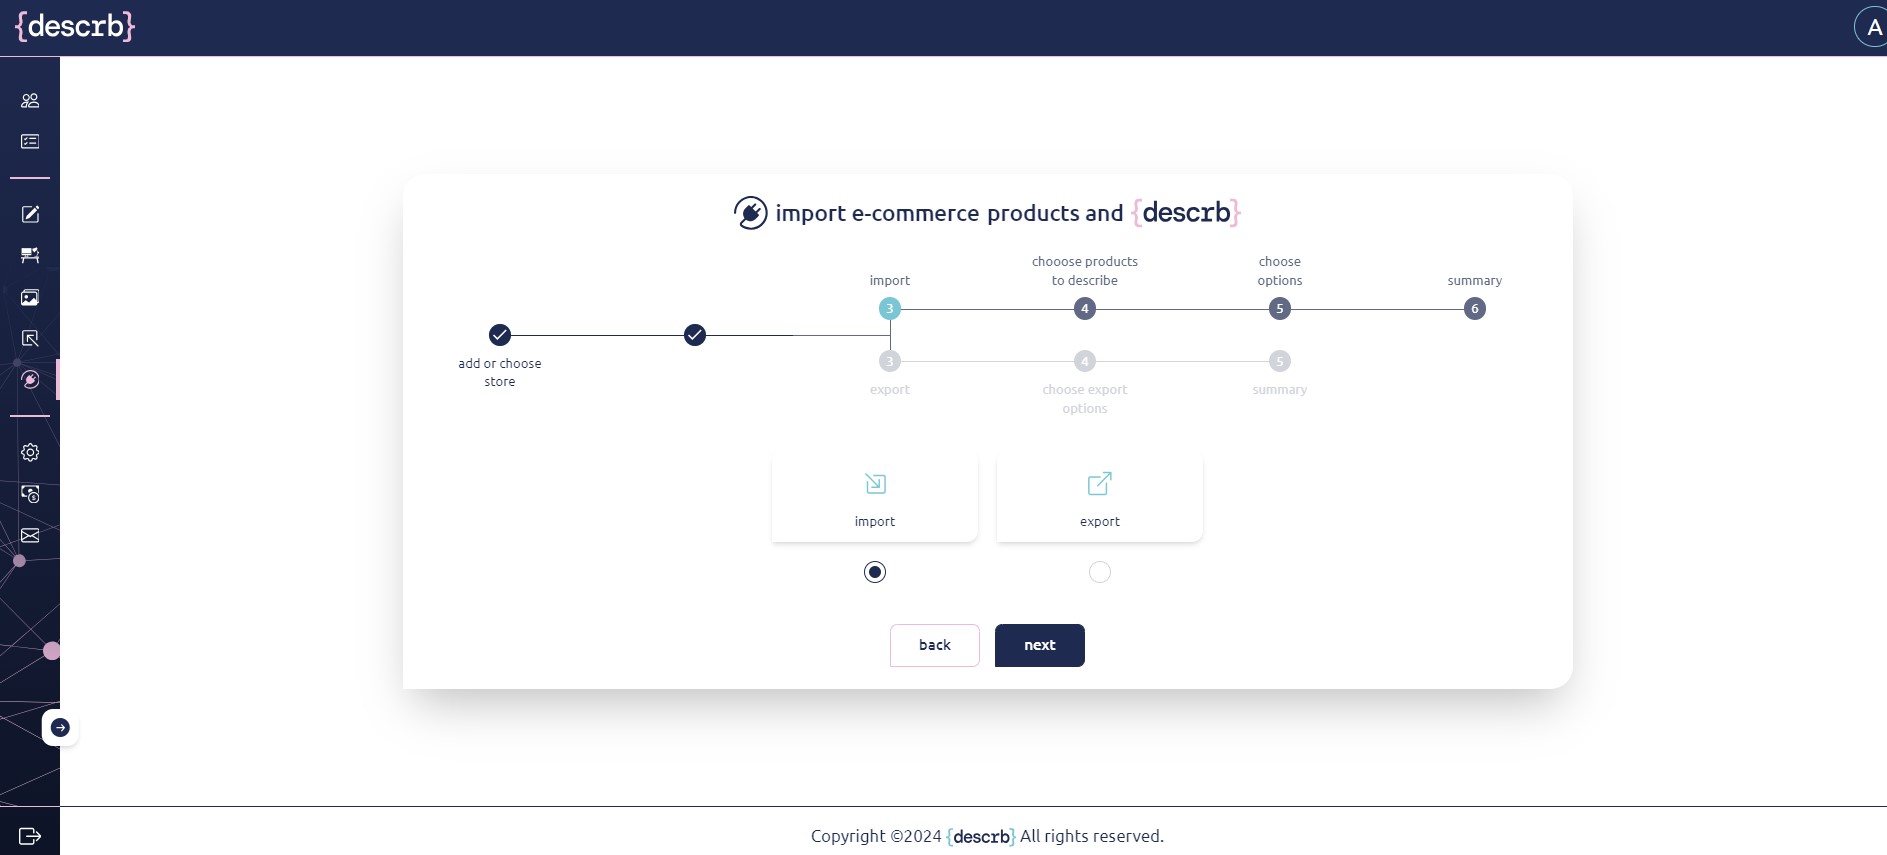 {descrb}
A
import e-commerce products and {descrb}
import
chooose products
to describe
choose
options
summary
3
4
5
6
add or choose
store
3
4
5
export
choose export
options
summary
import
export
back
next
Copyright ©2024 {descrb} All rights reserved.